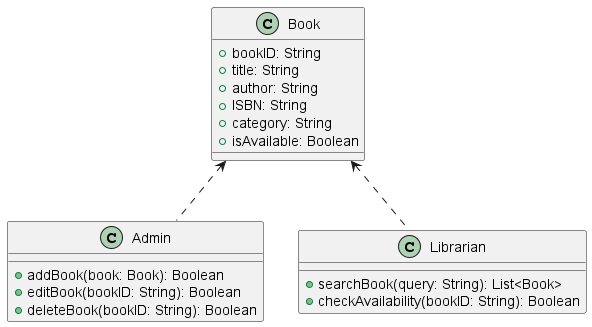 C Book
bookID: String
title: String
author: String
ISBN: String
category: String
isAvailable: Boolean
C Admin
addBook(book: Book): Boolean
editBook(bookID: String): Boolean
deleteBook(bookID: String): Boolean
C Librarian
searchBook(query: String): List<Book>
checkAvailability(bookID: String): Boolean